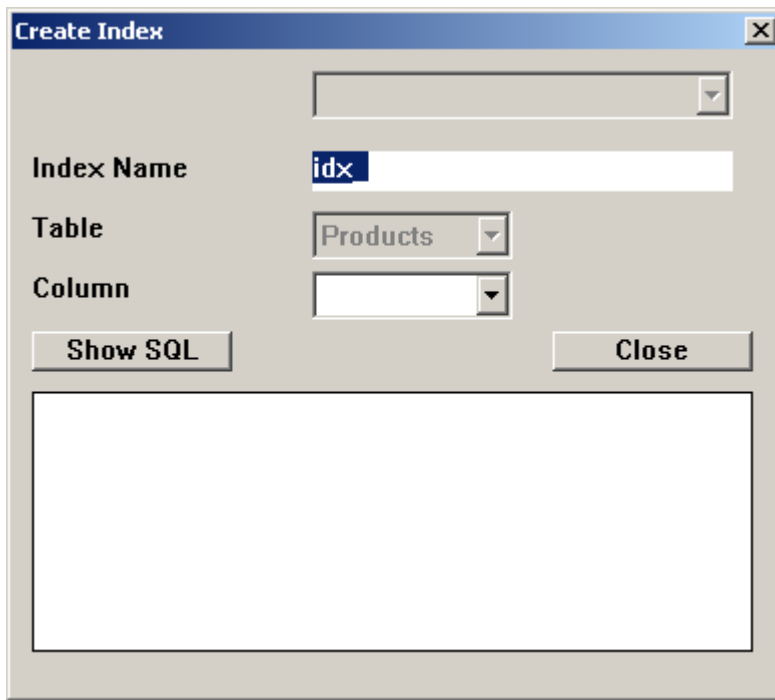 Create Index
Index Name idx_
Table Products
Column
Show SQL Close